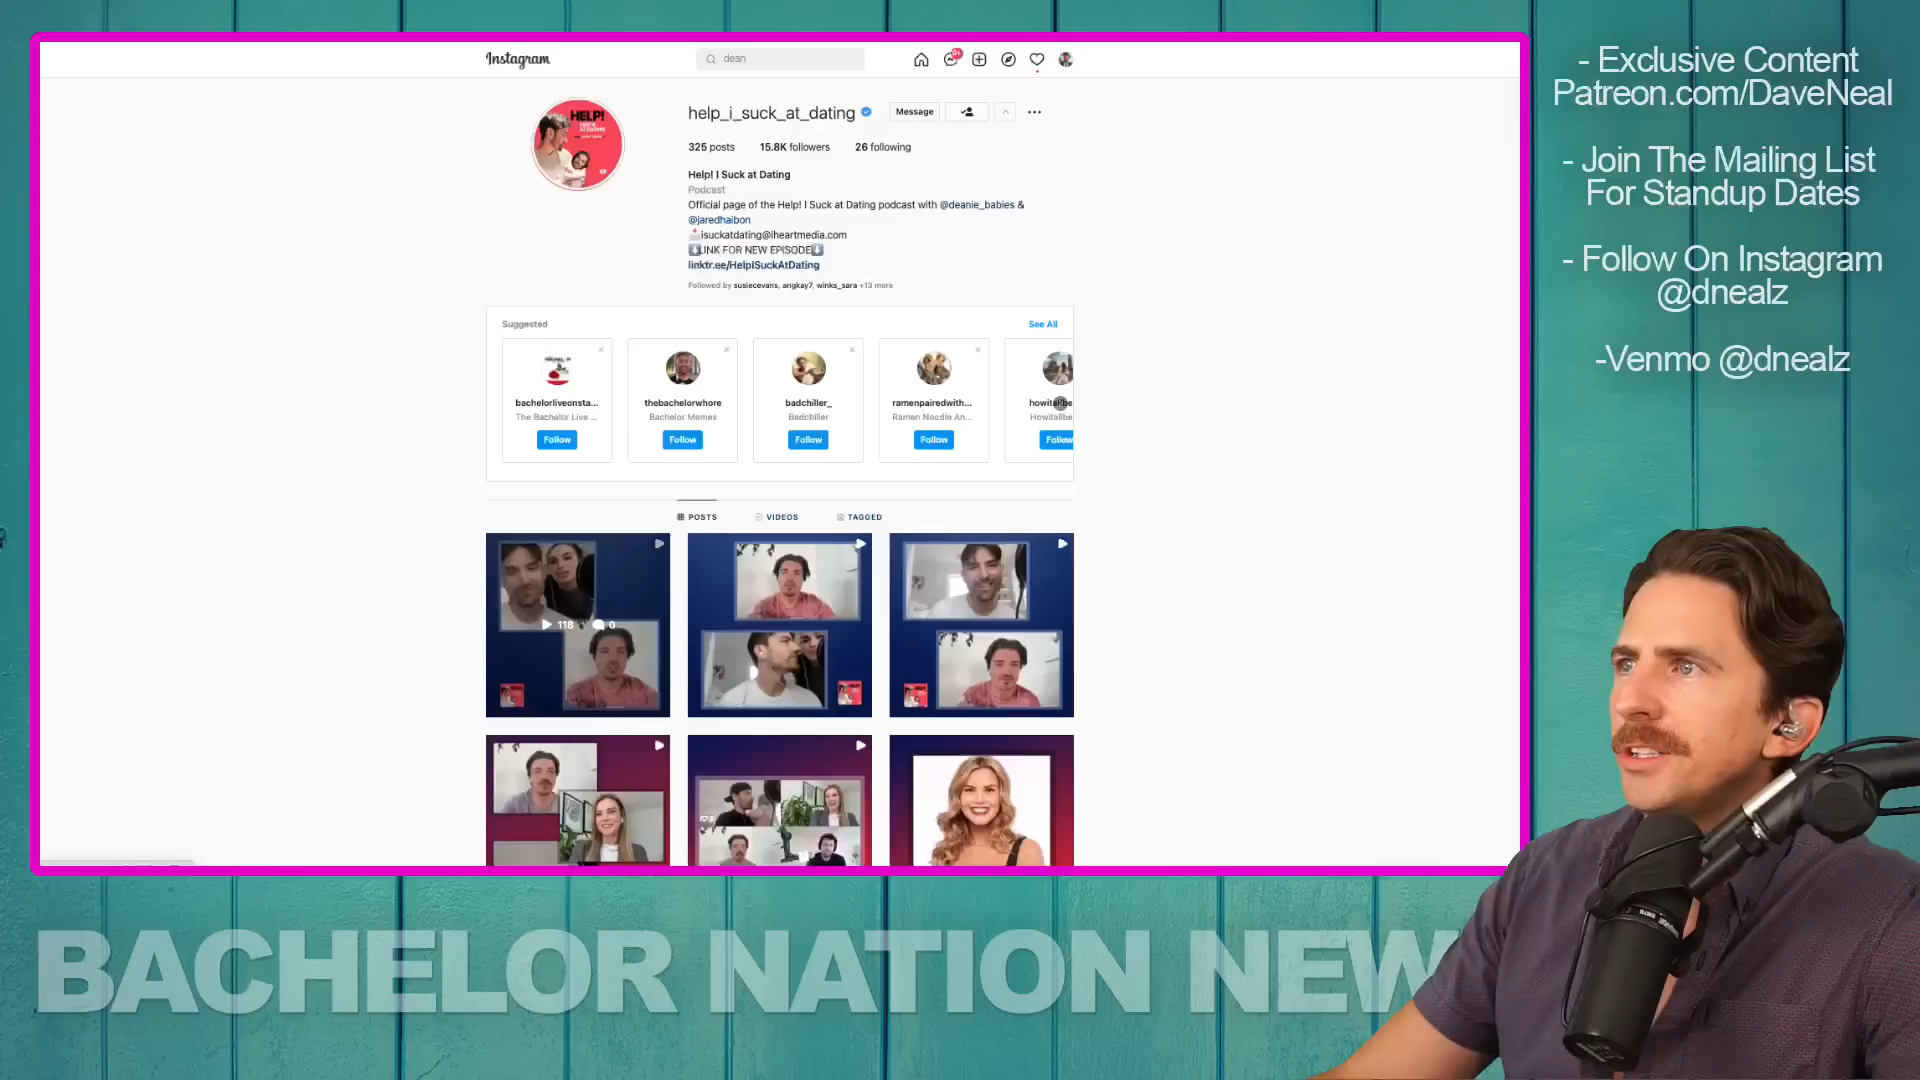 Instagram
dean
9+
help_i_suck_at_dating
Message
325 posts
15.8K followers
26 following
Help! I Suck at Dating
Podcast
Official page of the Help! I Suck at Dating podcast with @deanie_babies &
@jaredhaibon
isuckatdating@iheartmedia.com
LINK FOR NEW EPISODE
linktr.ee/HelpISuckAtDating
Followed by susiecevans, angkay7, winks_sara +13 more
HELP!
Suggested
See All
bachelorliveonsta...
The Bachelor Live ...
Follow
thebachelorwhore
Bachelor Memes
Follow
badchiller_
Badchiller
Follow
ramenpairedwith...
Ramen Noodle An...
Follow
Howitallbe
Follow
POSTS
VIDEOS
TAGGED
118
0
- Exclusive Content
Patreon.com/DaveNeal
- Join The Mailing List
For Standup Dates
- Follow On Instagram
@dnealz
-Venmo @dnealz
BACHELOR NATION NEW